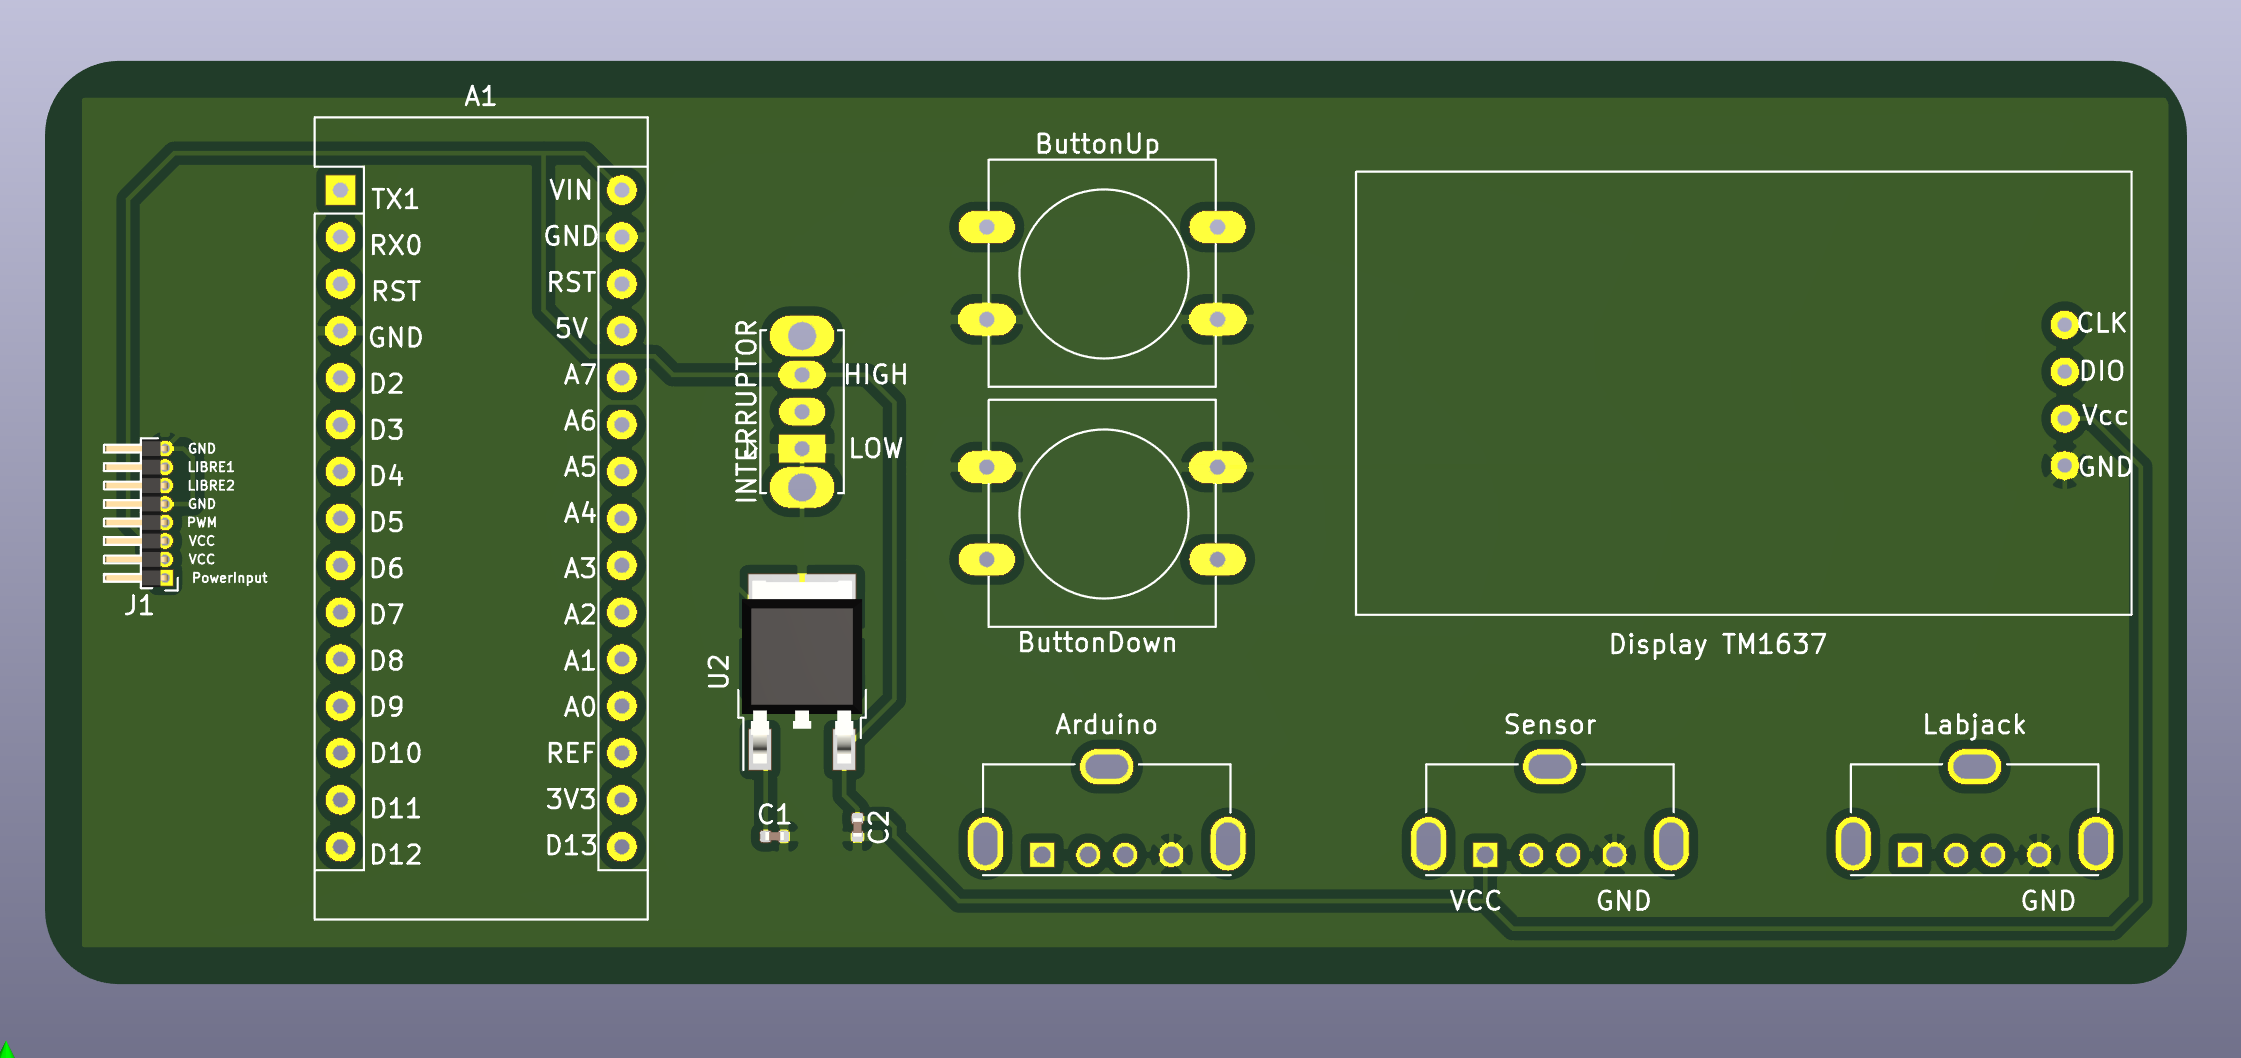 A1
TX1
RX0
RST
GND
D2
D3
D4
D5
D6
D7
D8
D9
D10
D11
D12
VIN
GND
RST
5V
A7
A6
A5
A4
A3
A2
A1
A0
REF
3V3
D13
GND
LIBRE1
LIBRE2
GND
PWM
VCC
VCC
PowerInput
J1
INTERRUPTOR
HIGH
LOW
U2
C1
C2
ButtonUp
ButtonDown
CLK
DIO
Vcc
GND
Display TM1637
Arduino
Sensor
VCC
GND
Labjack
GND